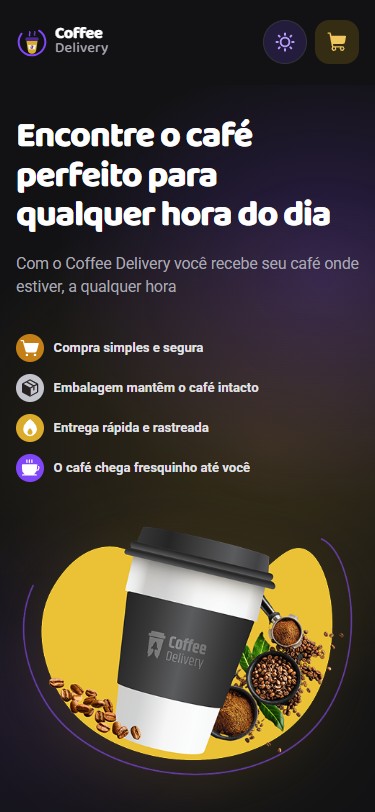 Coffee
Delivery
Encontre o café
perfeito para
qualquer hora do dia
Com o Coffee Delivery você recebe seu café onde
estiver, a qualquer hora
Compra simples e segura
Embalagem mantêm o café intacto
Entrega rápida e rastreada
O café chega fresquinho até você
Coffee
Delivery